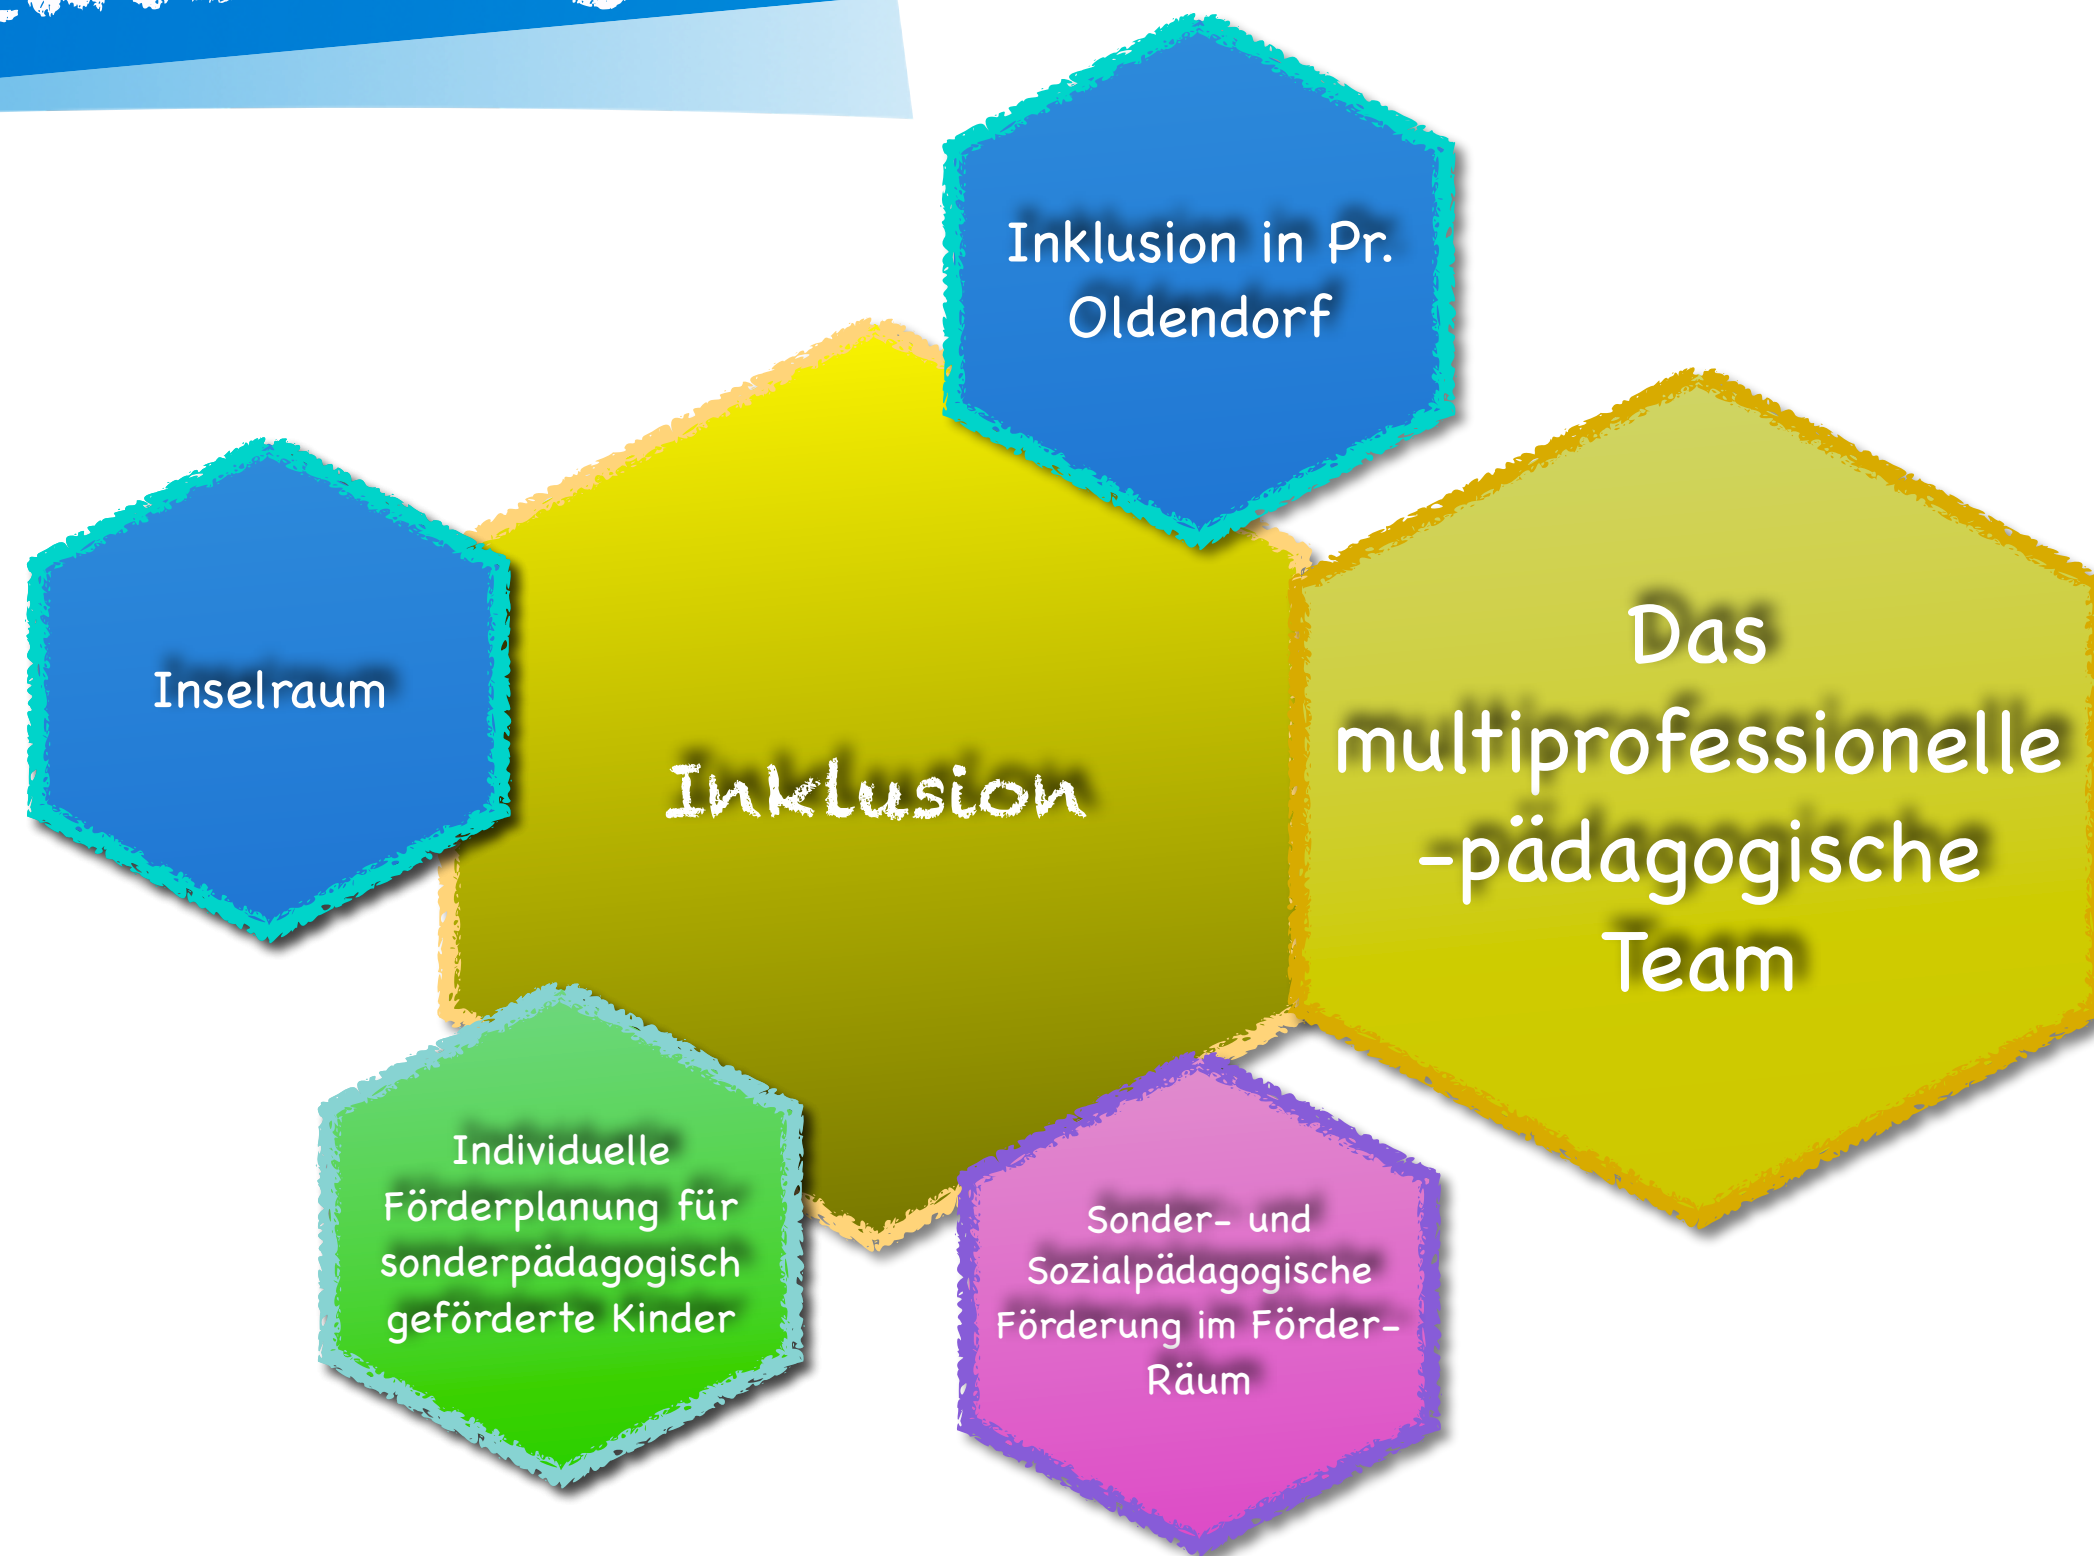 Inklusion in Pr.
Oldendorf
Inselraum
Inklusion
Das
multiprofessionelle
-pädagogische
Team
Individuelle
Förderplanung für
sonderpädagogisch
geförderte Kinder
Sonder- und
Sozialpädagogische
Förderung im Förder-
Räum